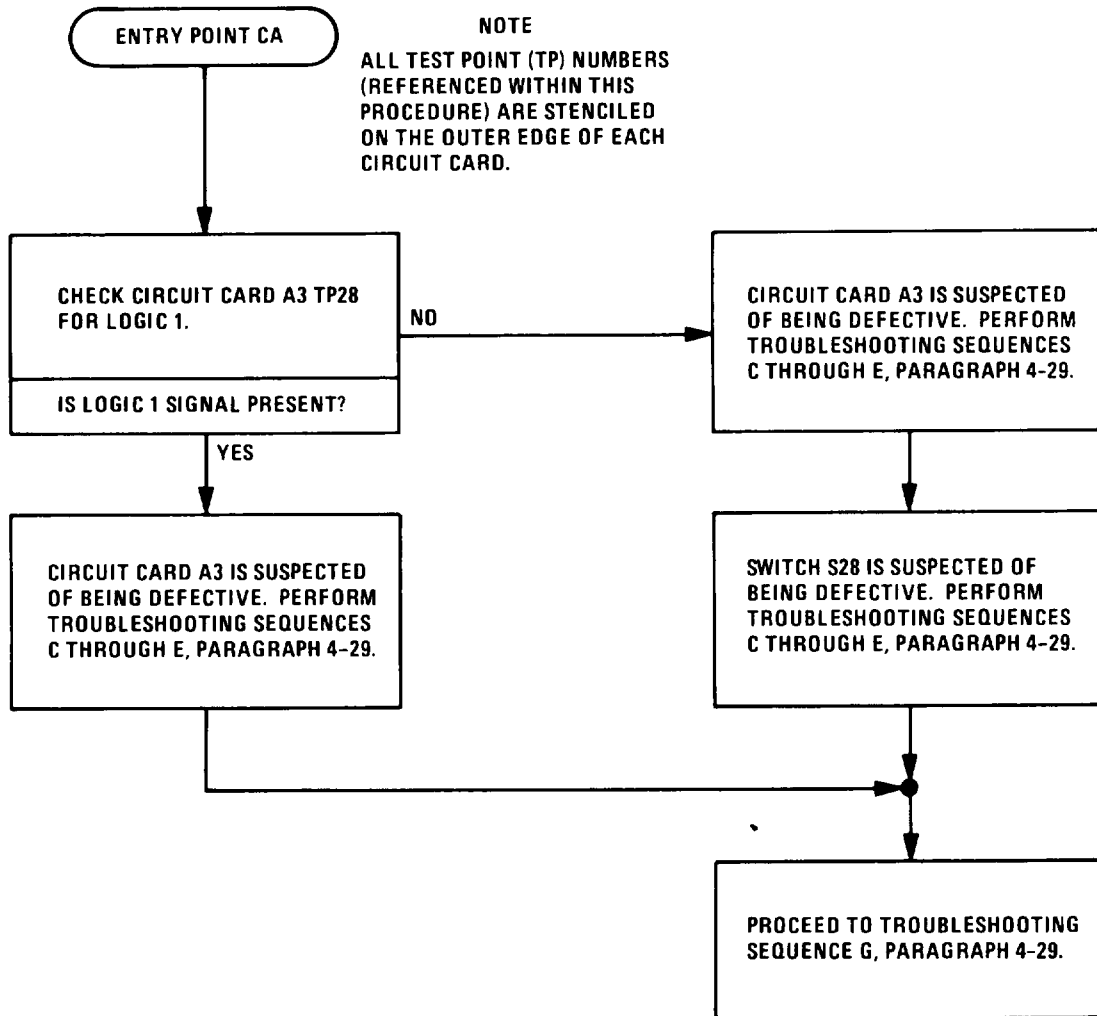 ENTRY POINT CA
NOTE
ALL TEST POINT (TP) NUMBERS
(REFERENCED WITHIN THIS
PROCEDURE) ARE STENCILED
ON THE OUTER EDGE OF EACH
CIRCUIT CARD.
CHECK CIRCUIT CARD A3 TP28
FOR LOGIC 1.
IS LOGIC 1 SIGNAL PRESENT?
NO
CIRCUIT CARD A3 IS SUSPECTED
OF BEING DEFECTIVE. PERFORM
TROUBLESHOOTING SEQUENCES
C THROUGH E, PARAGRAPH 4-29.
YES
CIRCUIT CARD A3 IS SUSPECTED
OF BEING DEFECTIVE. PERFORM
TROUBLESHOOTING SEQUENCES
C THROUGH E, PARAGRAPH 4-29.
SWITCH S28 IS SUSPECTED OF
BEING DEFECTIVE. PERFORM
TROUBLESHOOTING SEQUENCES
C THROUGH E, PARAGRAPH 4-29.
PROCEED TO TROUBLESHOOTING
SEQUENCE G, PARAGRAPH 4-29.